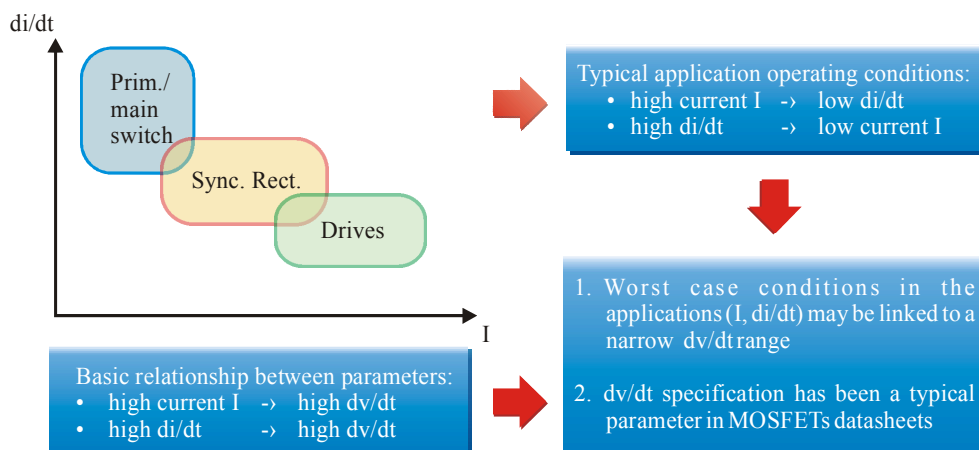 di/dt
Prim./
main
switch
Sync. Rect.
Drives
I
Typical application operating conditions:
• high current I -> low di/dt
• high di/dt -> low current I
Basic relationship between parameters:
• high current I -> high dv/dt
• high di/dt -> high dv/dt
1. Worst case conditions in the
applications (I, di/dt) may be linked to a
narrow dv/dt range
2. dv/dt specification has been a typical
parameter in MOSFETs datasheets